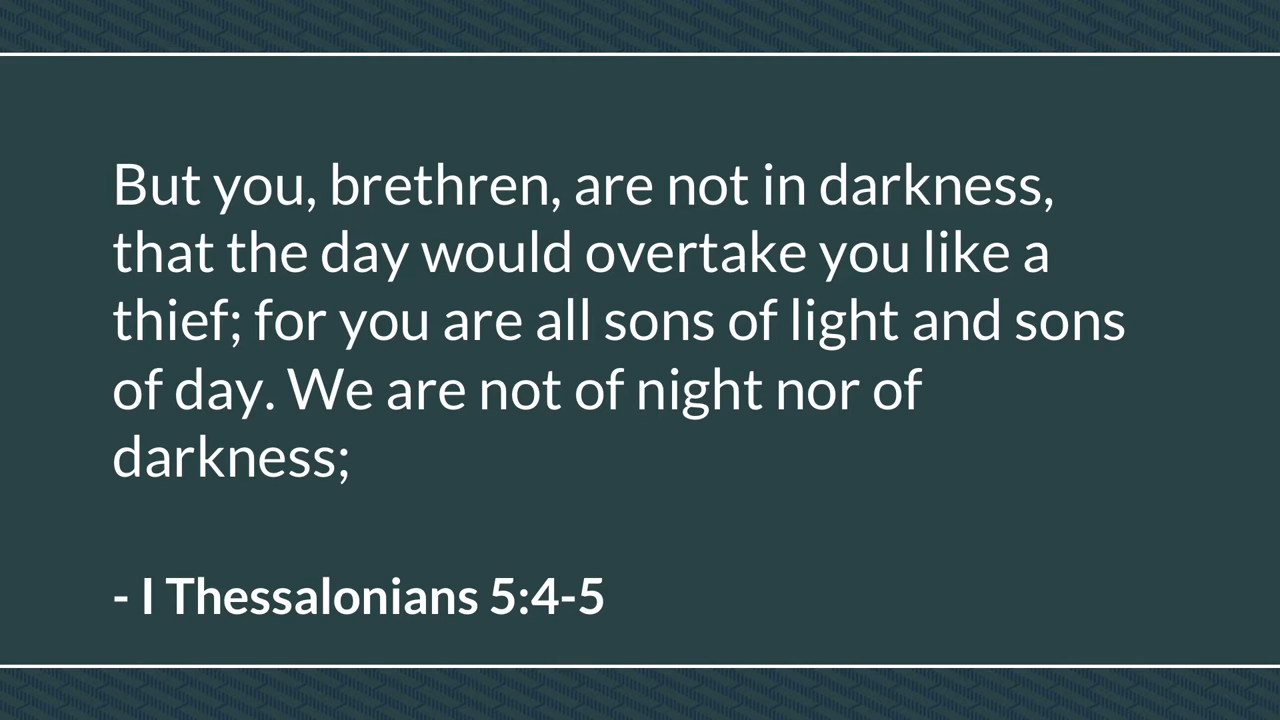 But you, brethren, are not in darkness,
that the day would overtake you like a
thief; for you are all sons of light and sons
of day. We are not of night nor of
darkness;
- I Thessalonians 5:4-5